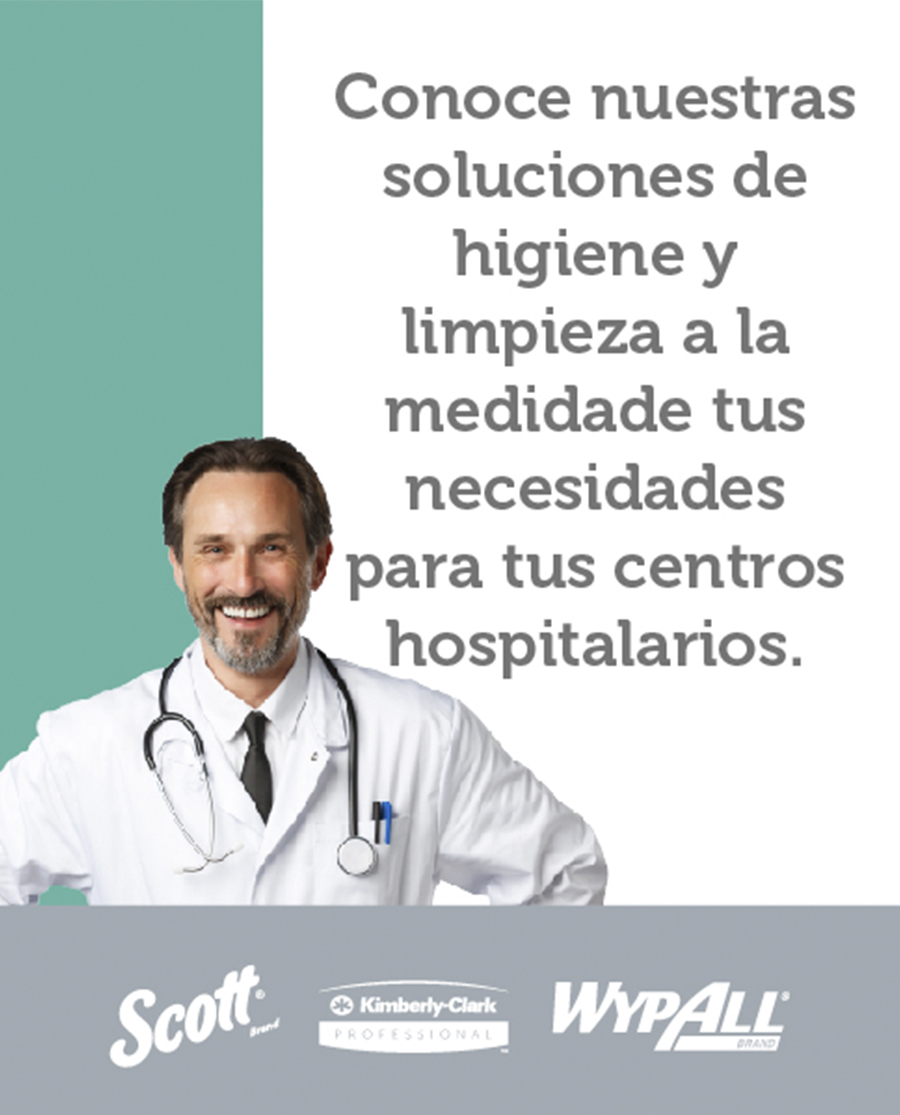 Conoce nuestras
soluciones de
higiene y
limpieza a la
medidade tus
necesidades
para tus centros
hospitalarios.
Scott® Brand
Kimberly-Clark
PROFESSIONAL™
WYPALL®
BRAND